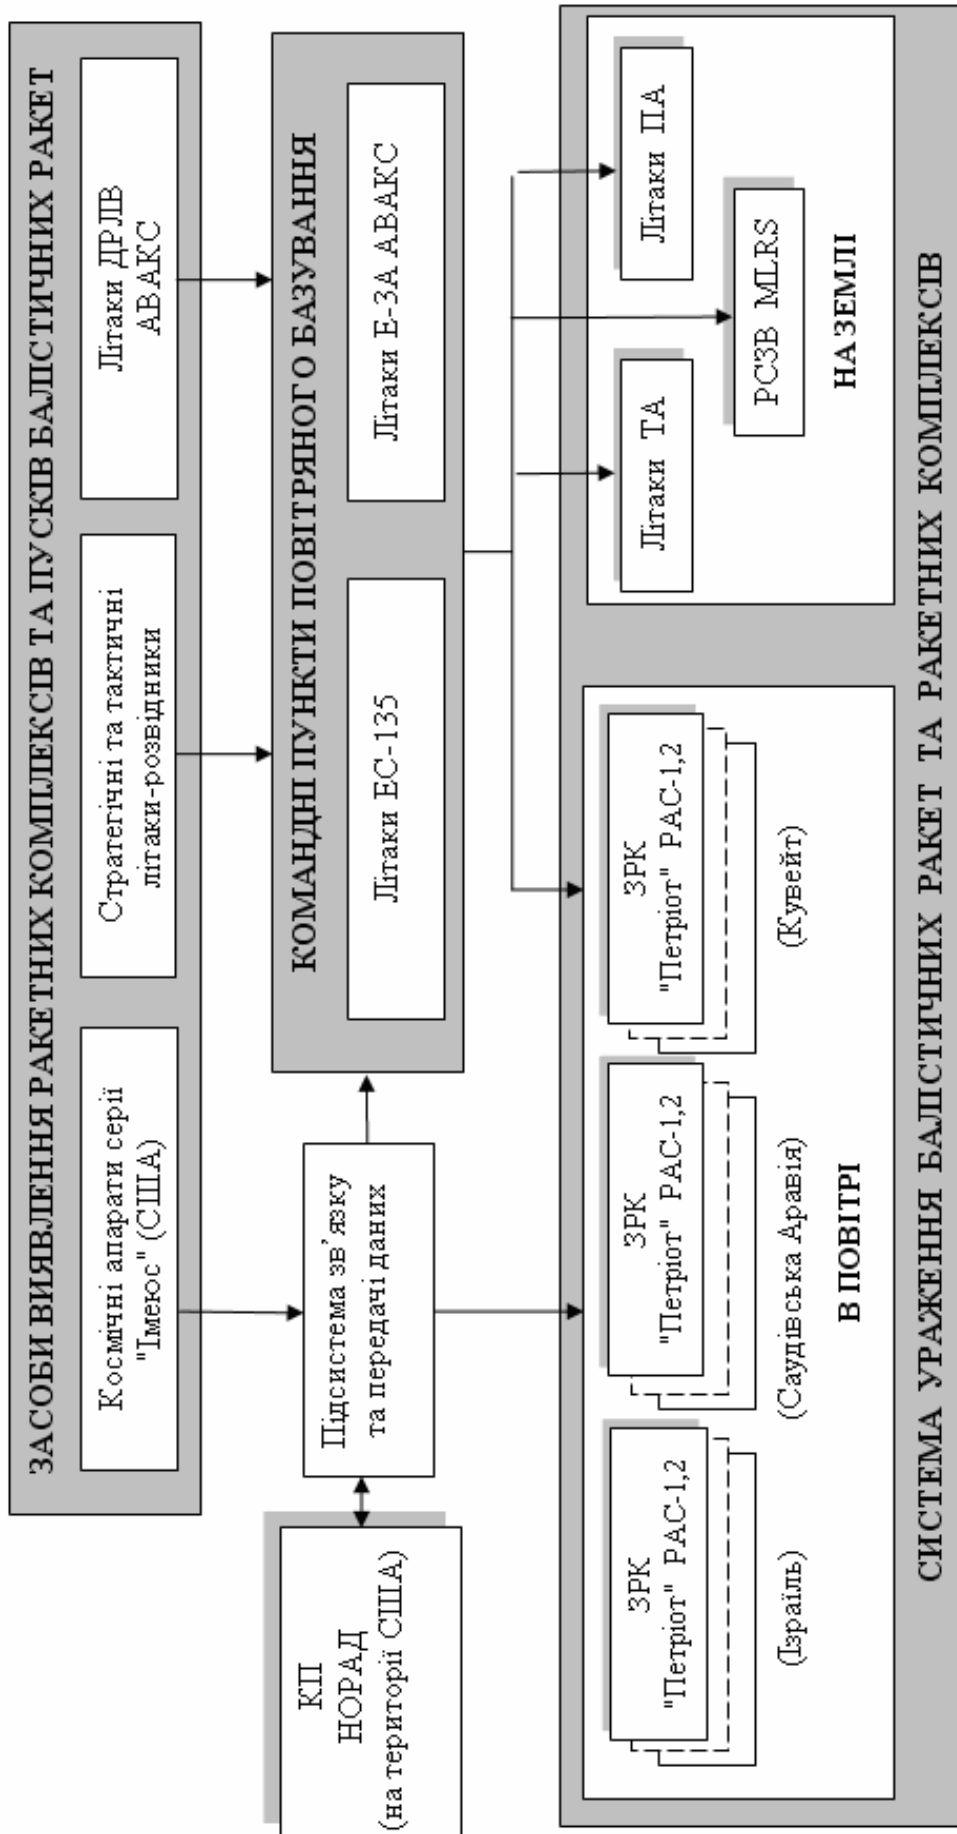 ЗАСОБИ ВИЯВЛЕННЯ РАКЕТНИХ КОМПЛЕКСІВ ТА ПУСКІВ БАЛІСТИЧНИХ РАКЕТ
Космічні апарати серії
"Імеюс" (США)
Стратегічні та тактичні
літаки-розвідники
Літаки ДРЛВ
АВАКС
КП
НОРАД
(на території США)
Підсистема зв'язку
та передачі даних
КОМАНДНІ ПУНКТИ ПОВІТРЯНОГО БАЗУВАННЯ
Літаки ЕС-135
Літаки Е-3А АВАКС
ЗРК
"Петріот" РАС-1,2
(Ізраїль)
ЗРК
"Петріот" РАС-1,2
(Саудівська Аравія)
ЗРК
"Петріот" РАС-1,2
(Кувейт)
В ПОВІТРІ
Літаки ТА
Літаки ПА
РСЗВ MLRS
НА ЗЕМЛІ
СИСТЕМА УРАЖЕННЯ БАЛІСТИЧНИХ РАКЕТ ТА РАКЕТНИХ КОМПЛЕКСІВ